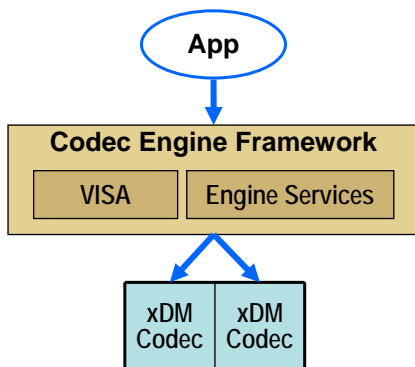 App
Codec Engine Framework
VISA
Engine Services
xDM
Codec
xDM
Codec